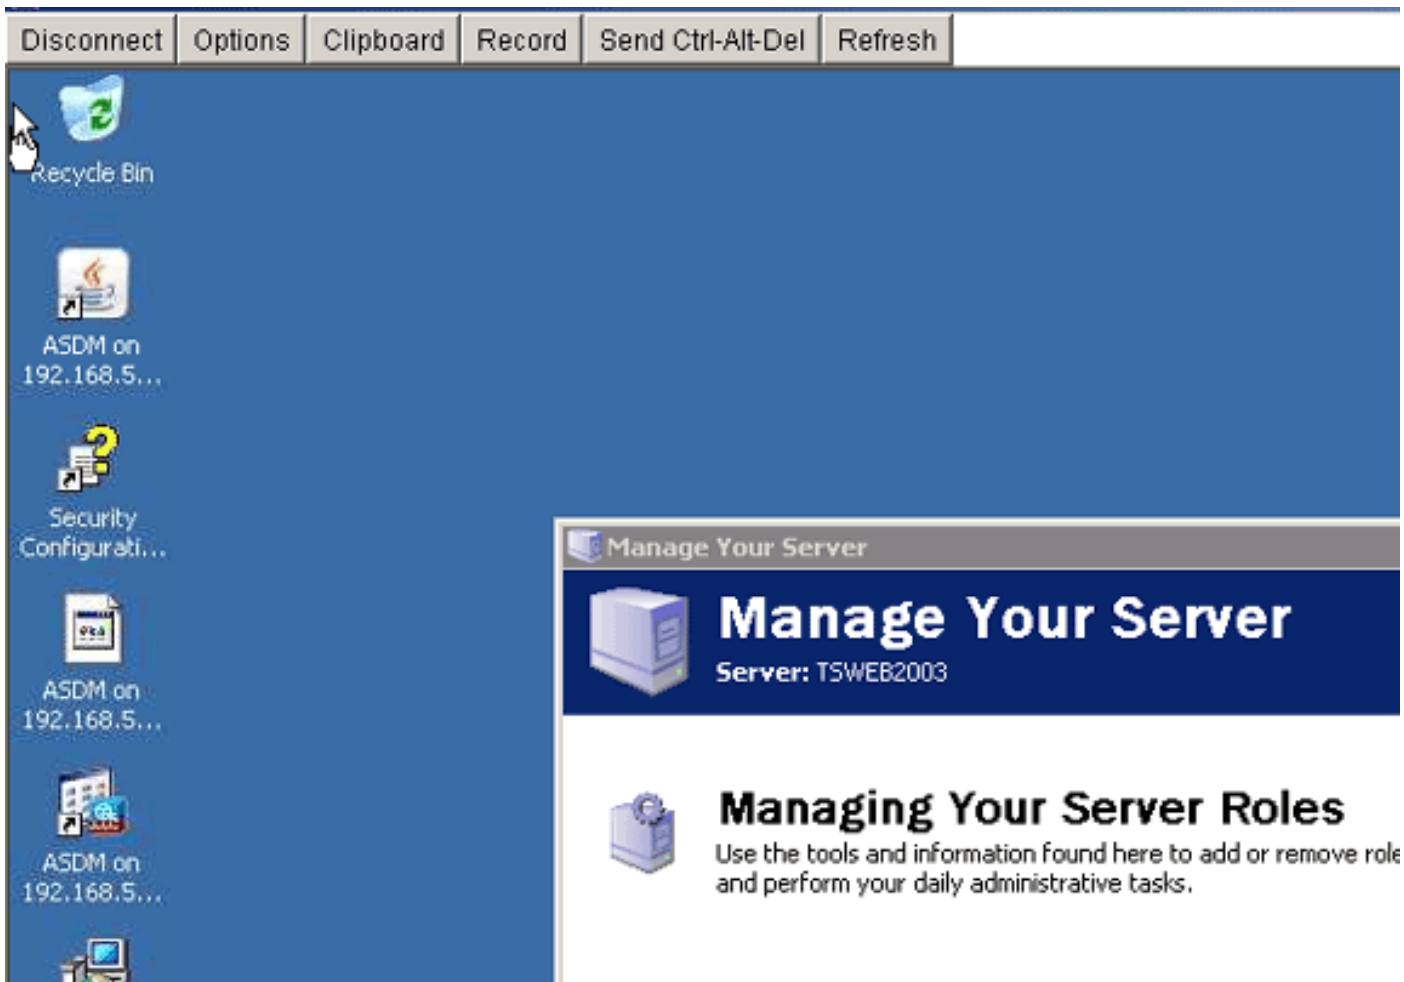 Disconnect Options Clipboard Record Send Ctrl-Alt-Del Refresh
Recycle Bin
ASDM on
192.168.5...
Security
Configurati...
ASDM on
192.168.5...
ASDM on
192.168.5...
Manage Your Server
Manage Your Server
Server: TSWEB2003
Managing Your Server Roles
Use the tools and information found here to add or remove role
and perform your daily administrative tasks.